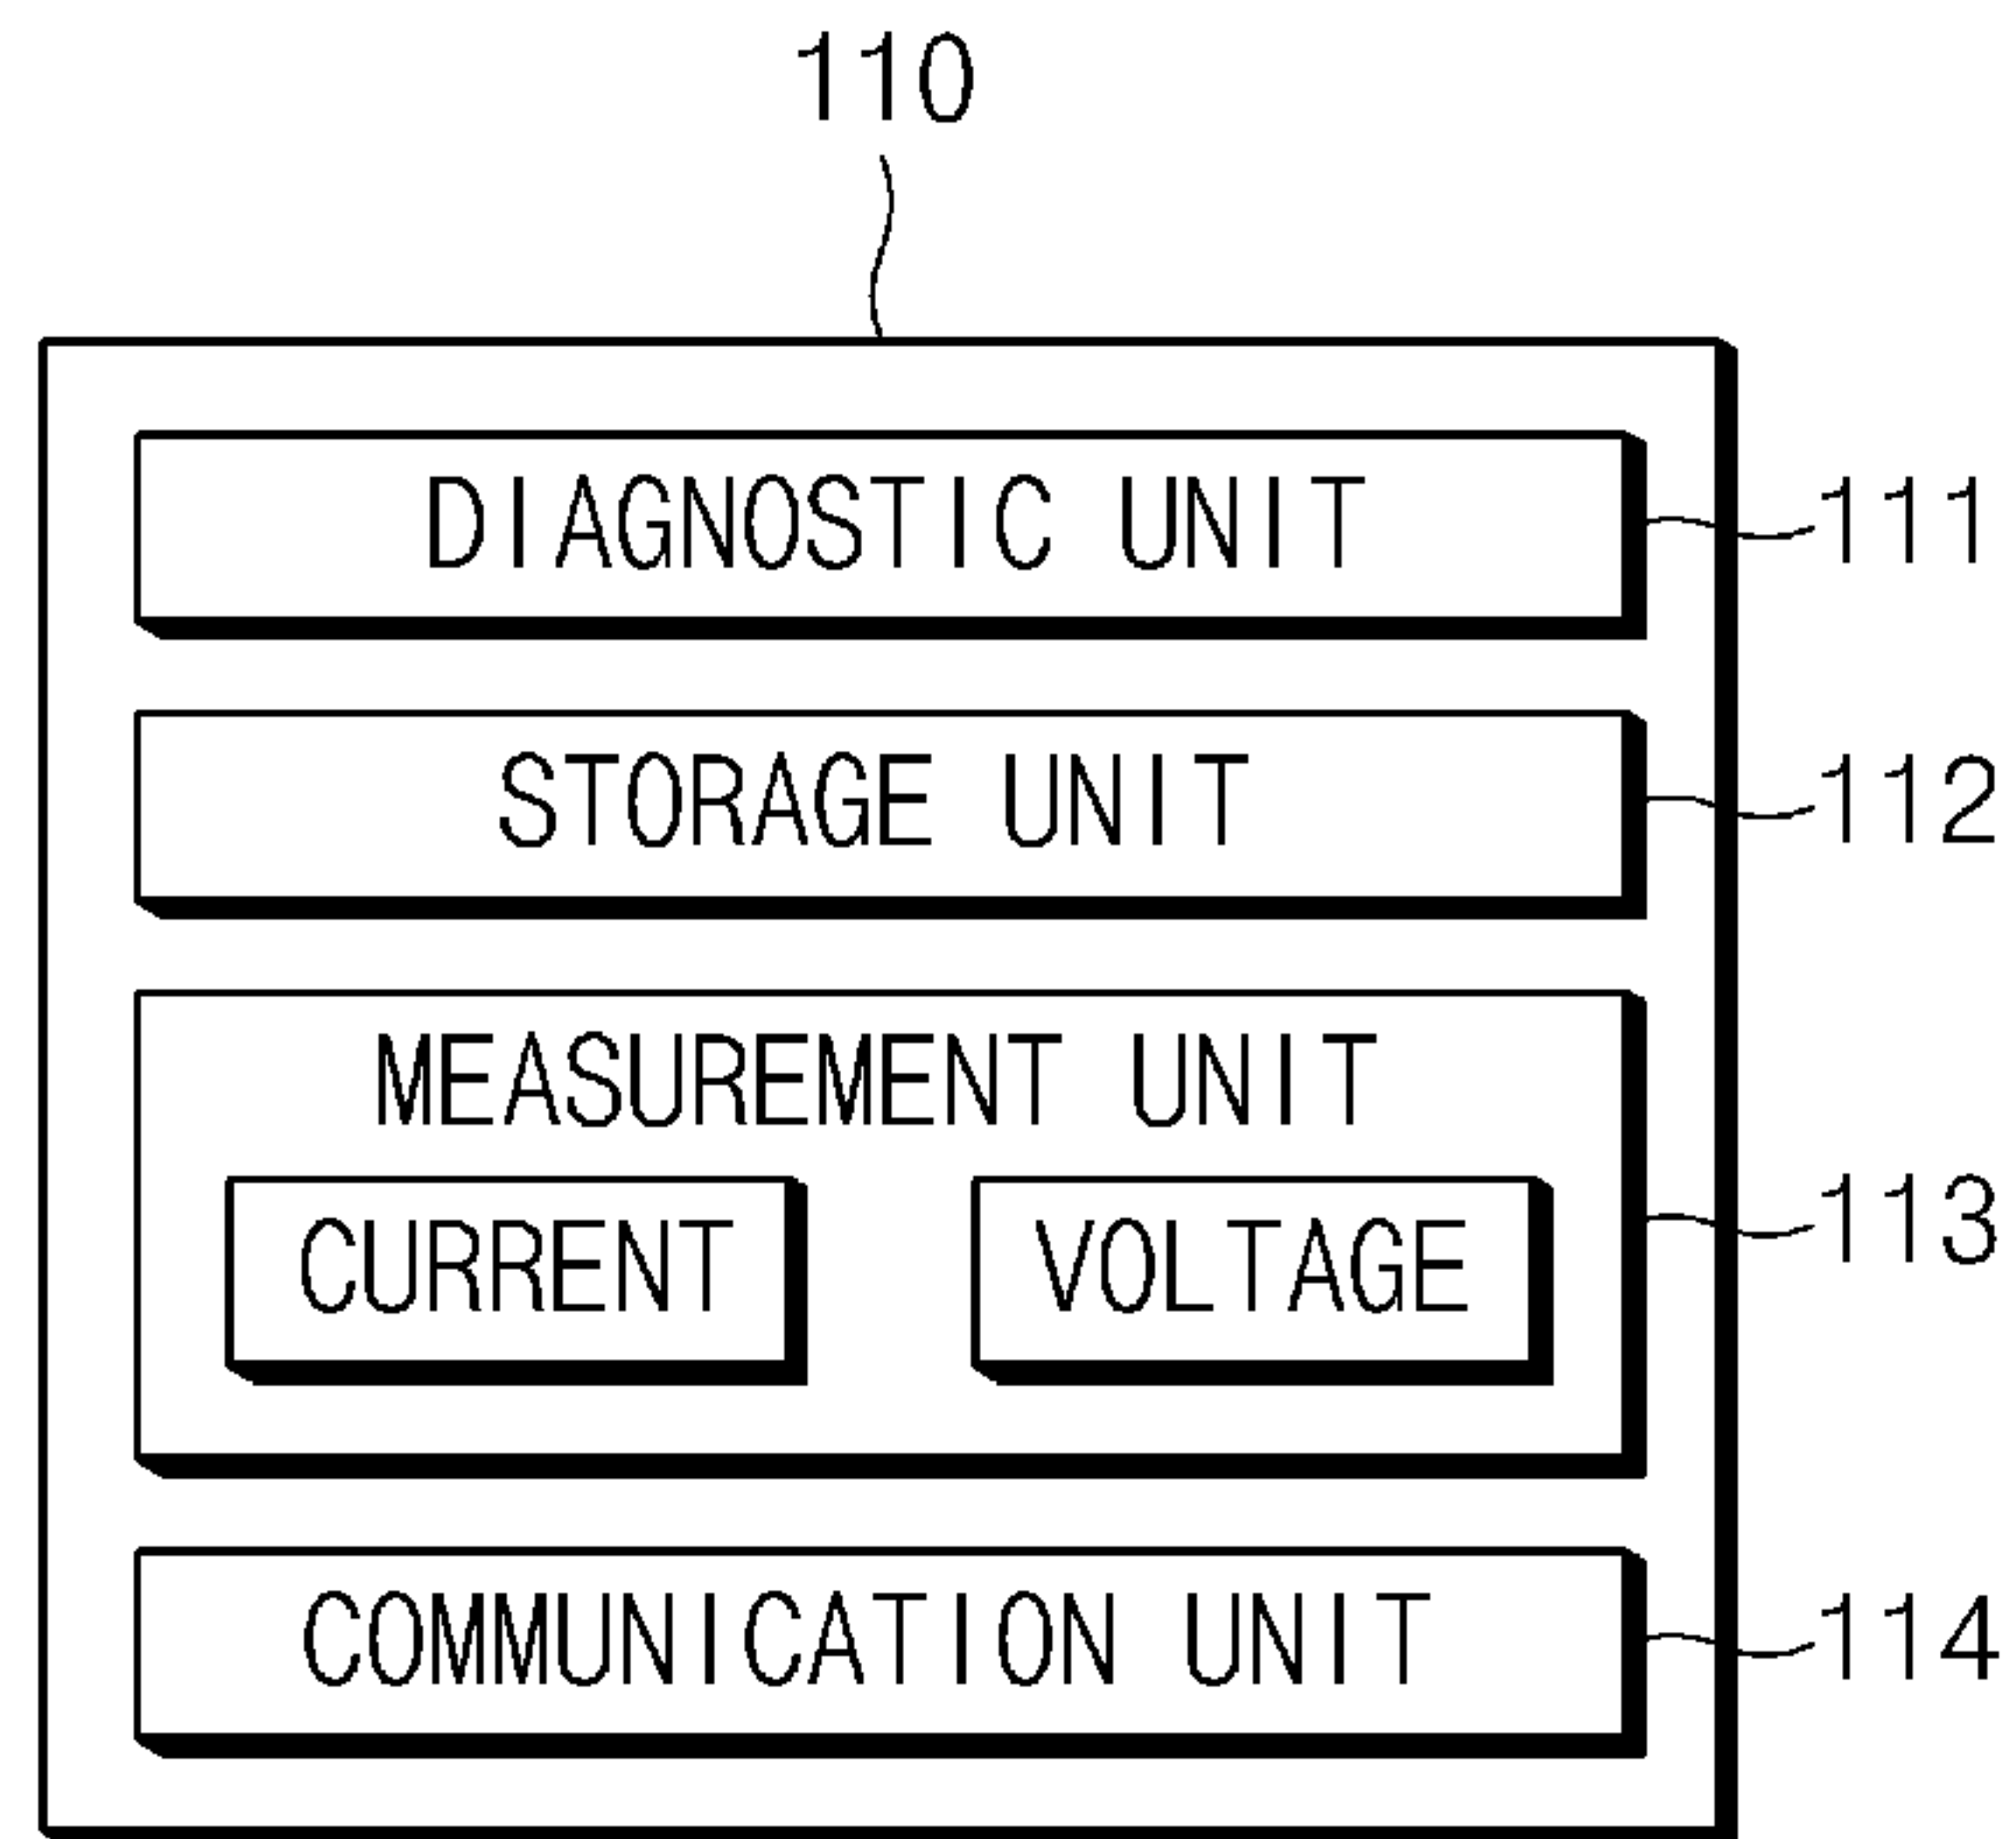 110
DIAGNOSTIC UNIT 111
STORAGE UNIT 112
MEASUREMENT UNIT
113
CURRENT VOLTAGE
COMMUNICATION UNIT 114